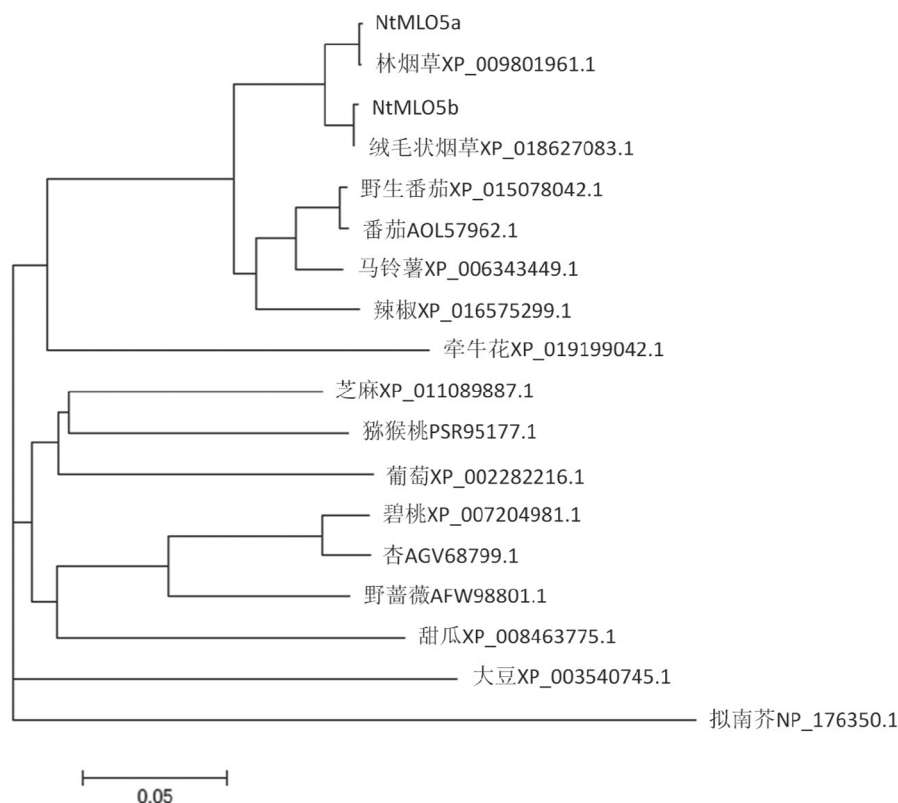 NtMLO5a
林烟草XP_009801961.1
NtMLO5b
绒毛状烟草XP_018627083.1
野生番茄XP_015078042.1
番茄AOL57962.1
马铃薯XP_006343449.1
辣椒XP_016575299.1
牵牛花XP_019199042.1
芝麻XP_011089887.1
猕猴桃PSR95177.1
葡萄XP_002282216.1
碧桃XP_007204981.1
杏AGV68799.1
野蔷薇AFW98801.1
甜瓜XP_008463775.1
大豆XP_003540745.1
拟南芥NP_176350.1
0.05